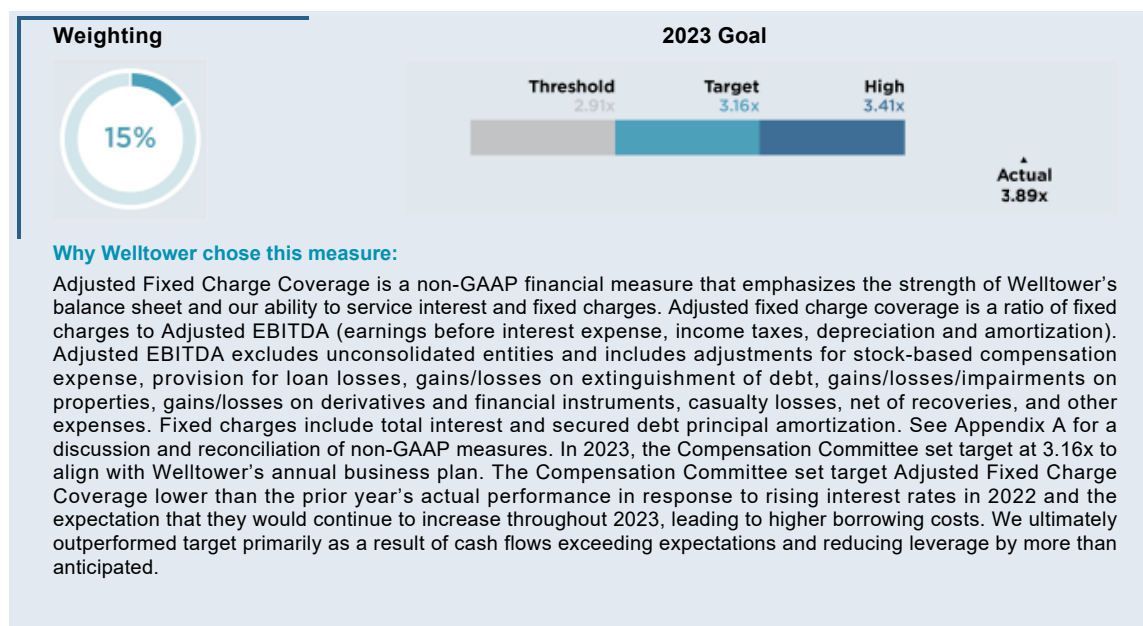 Weighting
2023 Goal
15%
Threshold Target High
2.91x 3.16x 3.41x
Actual
3.89x
Why Welltower chose this measure:
Adjusted Fixed Charge Coverage is a non-GAAP financial measure that emphasizes the strength of Welltower’s
balance sheet and our ability to service interest and fixed charges. Adjusted fixed charge coverage is a ratio of fixed
charges to Adjusted EBITDA (earnings before interest expense, income taxes, depreciation and amortization).
Adjusted EBITDA excludes unconsolidated entities and includes adjustments for stock-based compensation
expense, provision for loan losses, gains/losses on extinguishment of debt, gains/losses/impairments on
properties, gains/losses on derivatives and financial instruments, casualty losses, net of recoveries, and other
expenses. Fixed charges include total interest and secured debt principal amortization. See Appendix A for a
discussion and reconciliation of non-GAAP measures. In 2023, the Compensation Committee set target at 3.16x to
align with Welltower’s annual business plan. The Compensation Committee set target Adjusted Fixed Charge
Coverage lower than the prior year’s actual performance in response to rising interest rates in 2022 and the
expectation that they would continue to increase throughout 2023, leading to higher borrowing costs. We ultimately
outperformed target primarily as a result of cash flows exceeding expectations and reducing leverage by more than
anticipated.